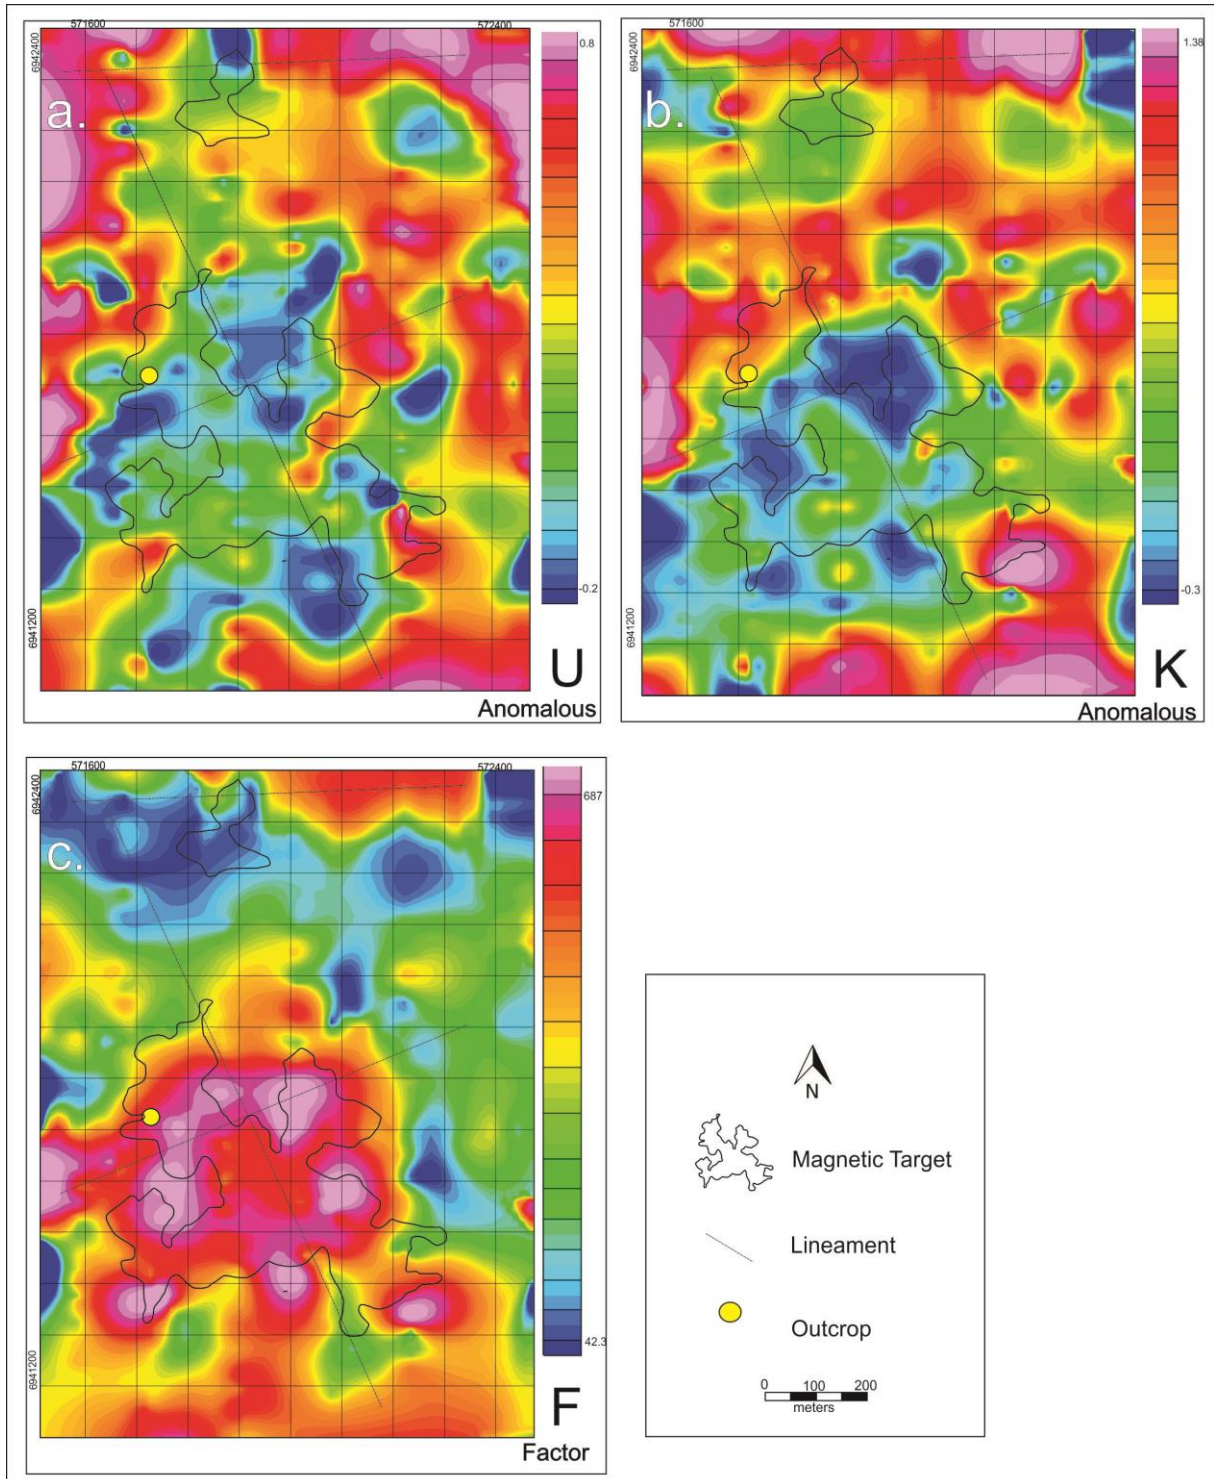 571600
572400
6942400
6941200
a.
0.8
-0.2
U
Anomalous
571600
6942400
6941200
b.
1.38
-0.3
K
Anomalous
571600
572400
6942400
6941200
c.
687
42.3
F
Factor
N
Magnetic Target
Lineament
Outcrop
0 100 200
meters